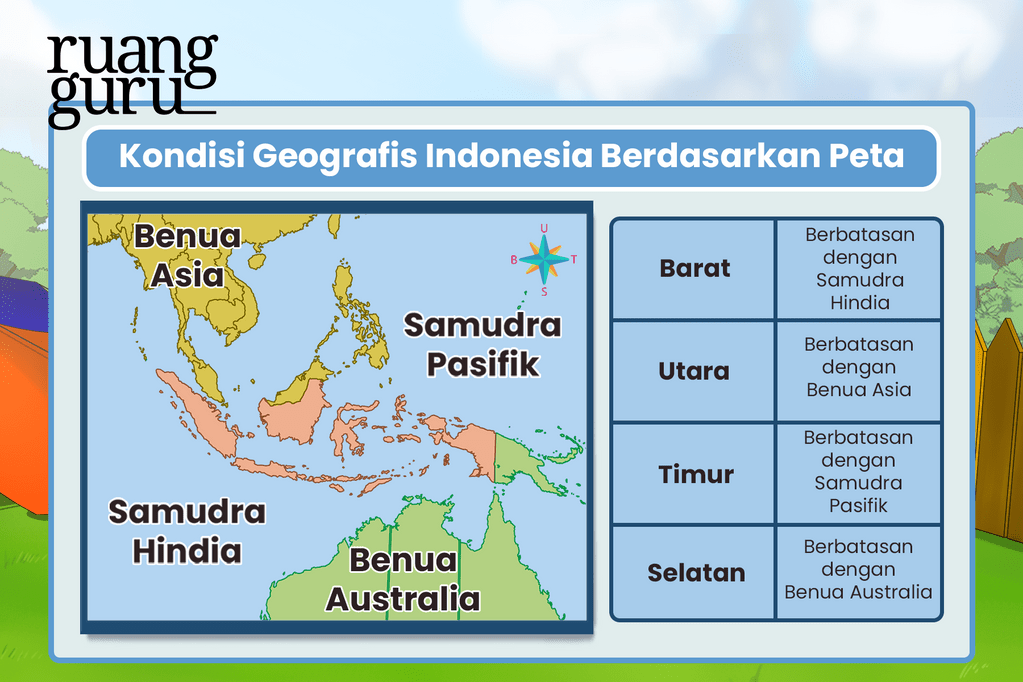 ruang
guru
Kondisi Geografis Indonesia Berdasarkan Peta
Benua
Asia
U
B
T
S
Samudra
Pasifik
Samudra
Hindia
Benua
Australia
Barat
Berbatasan
dengan
Samudra
Hindia
Utara
Berbatasan
dengan
Benua Asia
Timur
Berbatasan
dengan
Samudra
Pasifik
Selatan
Berbatasan
dengan
Benua Australia